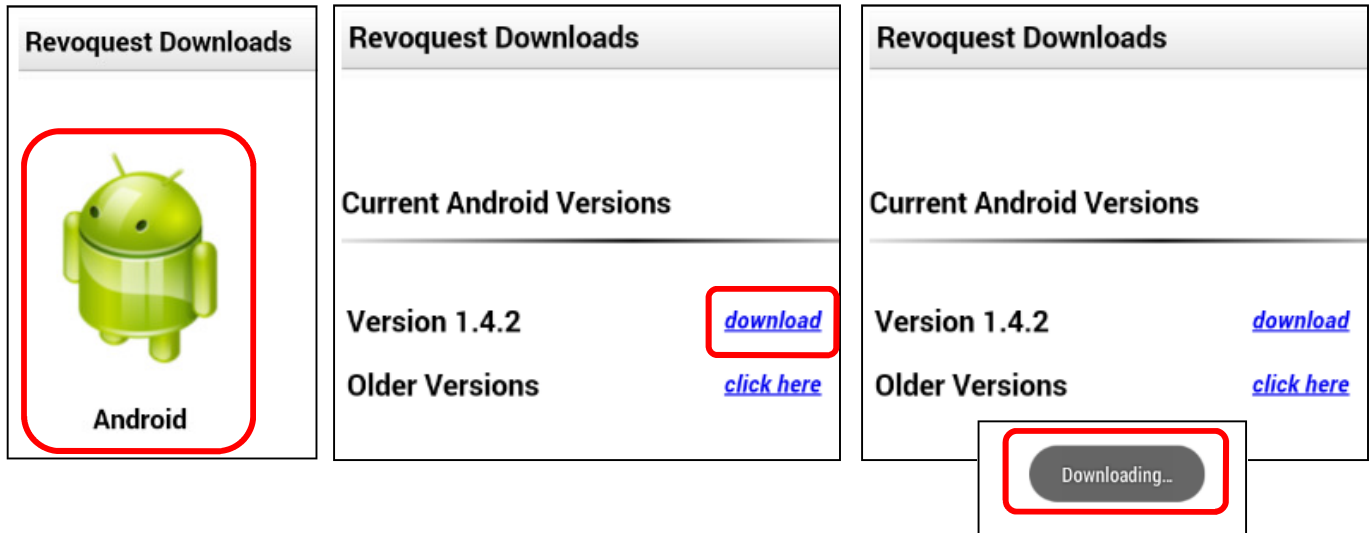 Revoquest Downloads
Android
Revoquest Downloads
Current Android Versions
Version 1.4.2 download
Older Versions click here
Revoquest Downloads
Current Android Versions
Version 1.4.2 download
Older Versions click here
Downloading...